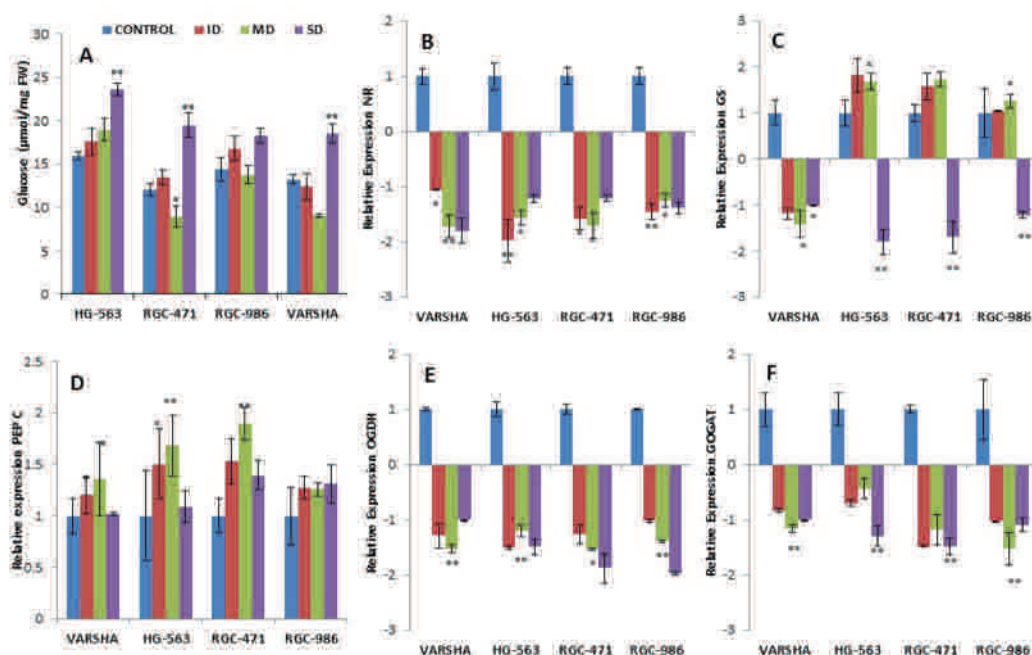 CONTROL ID MD SD
A
Glucose (µmol/mg FW)
30
25
20
15
10
5
0
** ** * **
HG-563 RGC-471 RGC-986 VARSHA
B
Relative Expression NR
2
1
0
-1
-2
-3
* ** ** * * * ** *
VARSHA HG-563 RGC-471 RGC-986
C
Relative Expression GS
3
2
1
0
-1
-2
-3
* * * * ** ** **
VARSHA HG-563 RGC-471 RGC-986
D
Relative expression PEP C
2.5
2
1.5
1
0.5
0
* ** **
VARSHA HG-563 RGC-471 RGC-986
E
Relative Expression OGDH
2
1
0
-1
-2
-3
** ** * **
VARSHA HG-563 RGC-471 RGC-986
F
Relative Expression GOGAT
2
1
0
-1
-2
-3
** ** ** **
VARSHA HG-563 RGC-471 RGC-986